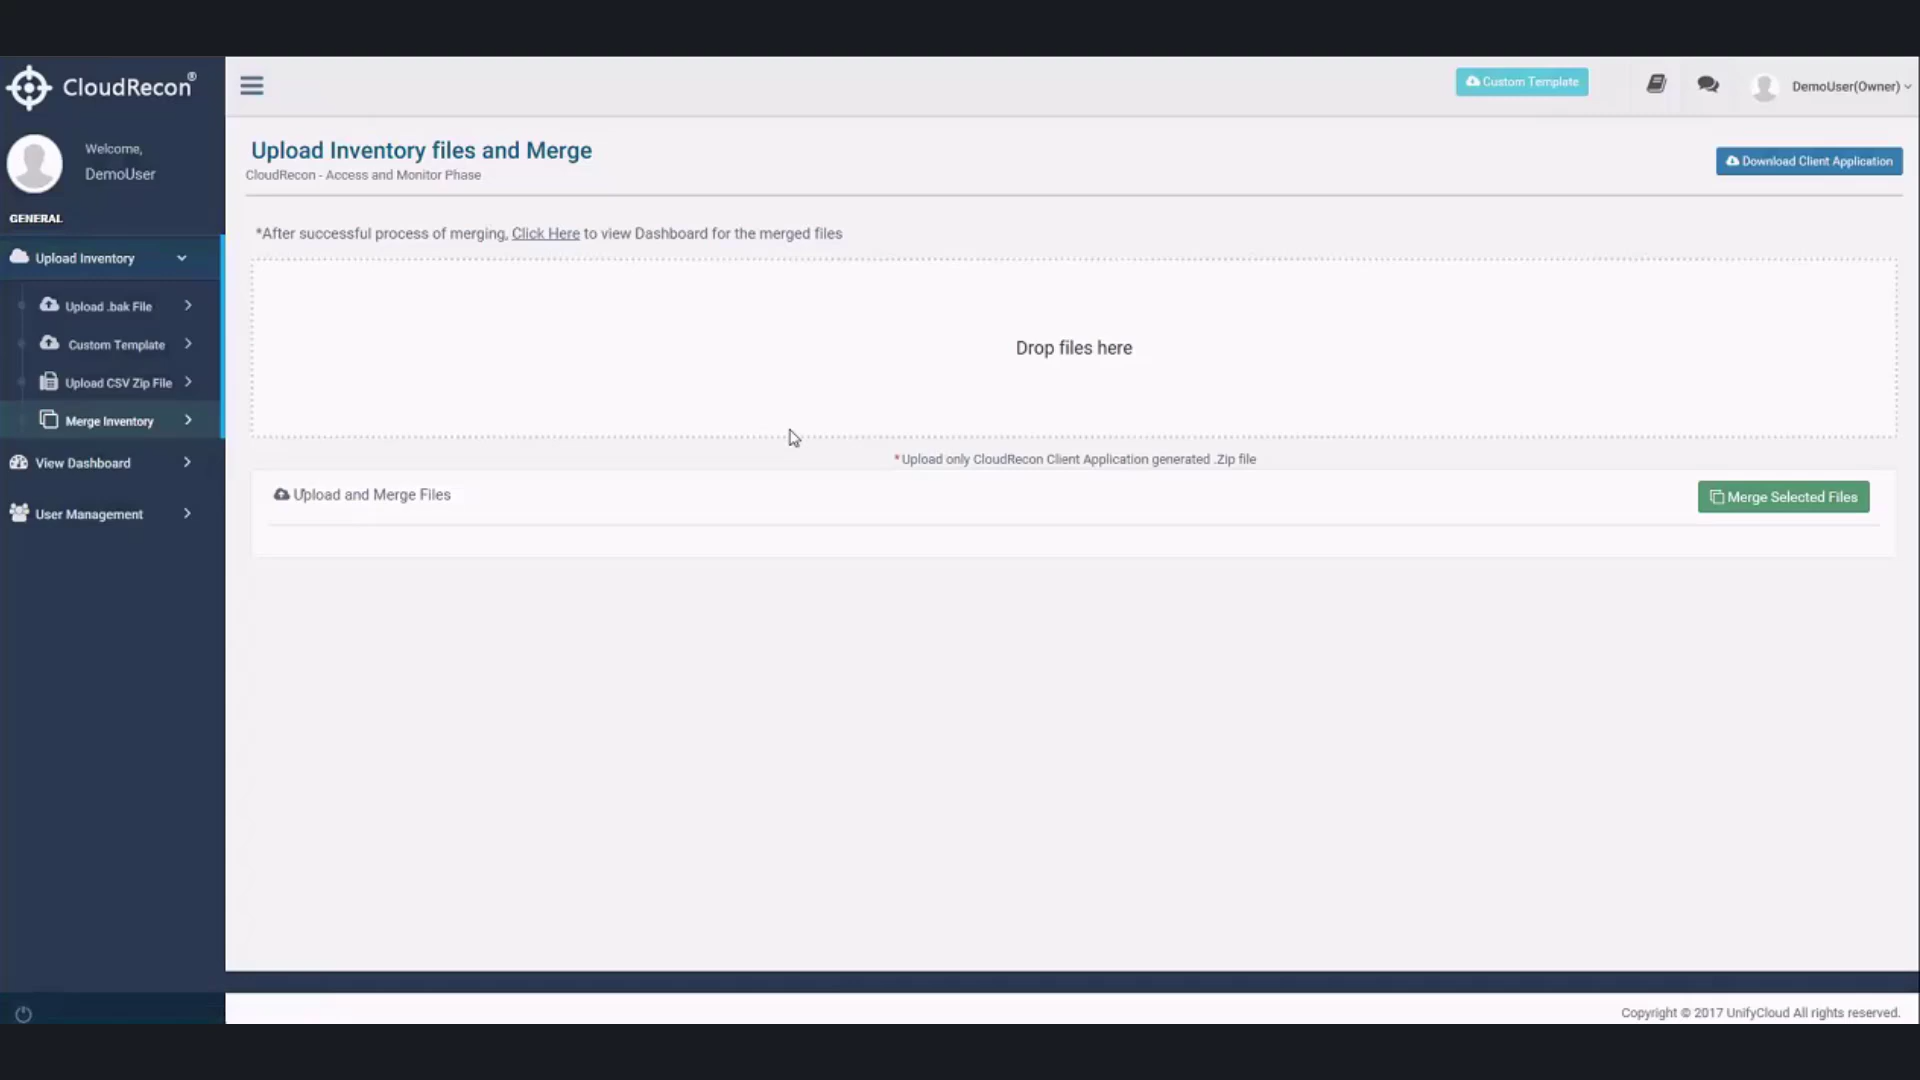 CloudRecon®
Custom Template
DemoUser(Owner)
Welcome,
DemoUser
GENERAL
Upload Inventory
Upload .bak File
Custom Template
Upload CSV Zip File
Merge Inventory
View Dashboard
User Management
Upload Inventory files and Merge
CloudRecon - Access and Monitor Phase
Download Client Application
*After successful process of merging, Click Here to view Dashboard for the merged files
Drop files here
*Upload only CloudRecon Client Application generated .Zip file
Upload and Merge Files
Merge Selected Files
Copyright © 2017 UnifyCloud All rights reserved.